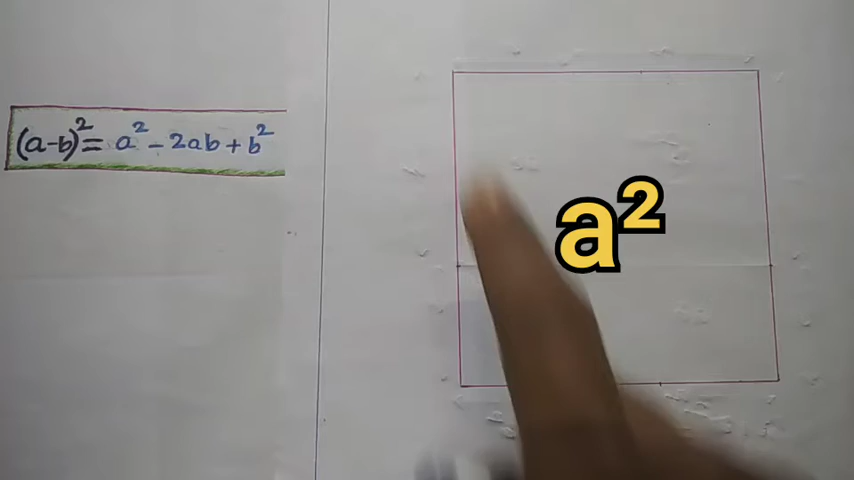 (a-b)² = a² - 2ab + b²
a²